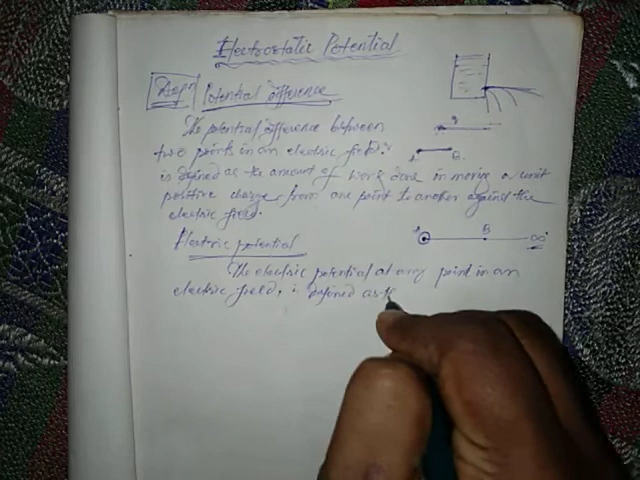 Electrostatic Potential
Defn Potential difference
The potential difference between
two points in an electric field.
is defined as the amount of work done in moving a unit
positive charge from one point to another against the
electric field.
A B
A B
Electric potential
A B ∞
The electric potential at any point in an
electric field, is defined as t